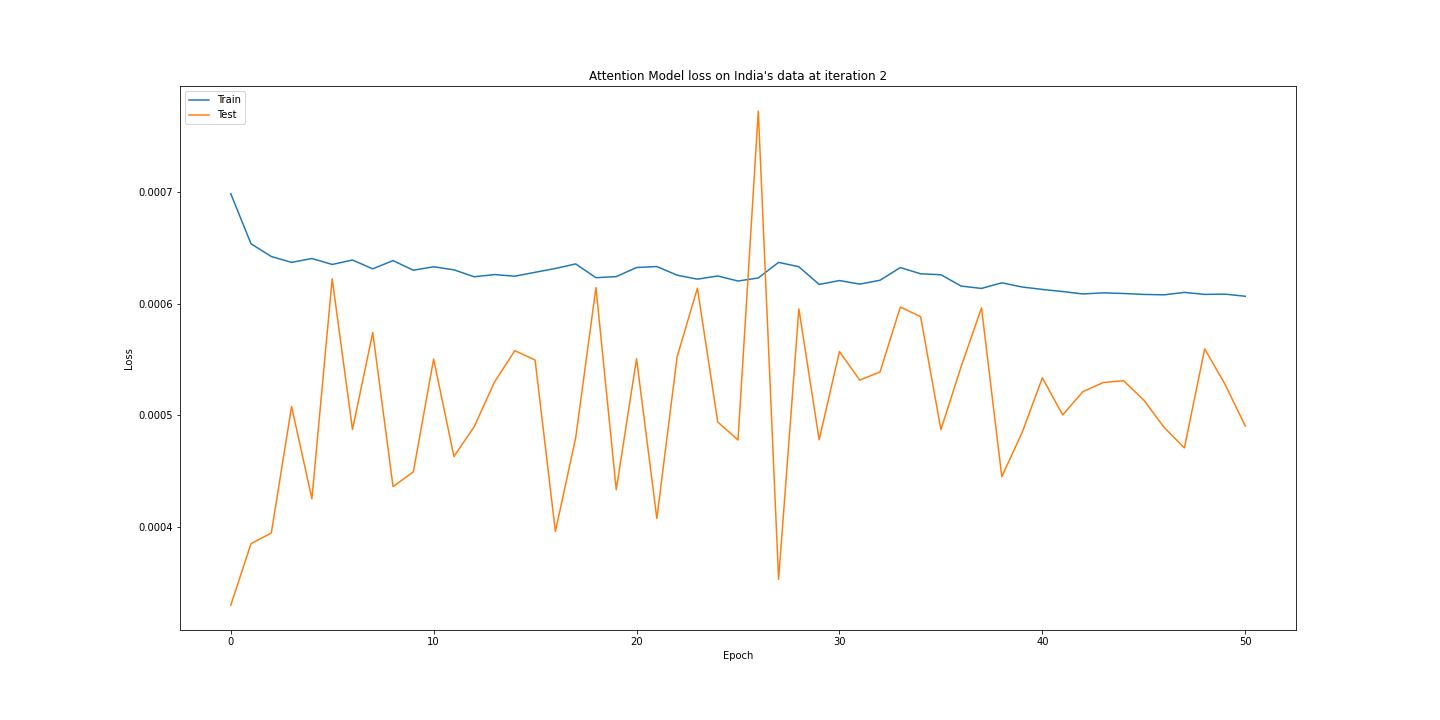 Attention Model loss on India's data at iteration 2
Train
Test
0.0007
0.0006
0.0005
0.0004
Loss
0 10 20 30 40 50
Epoch